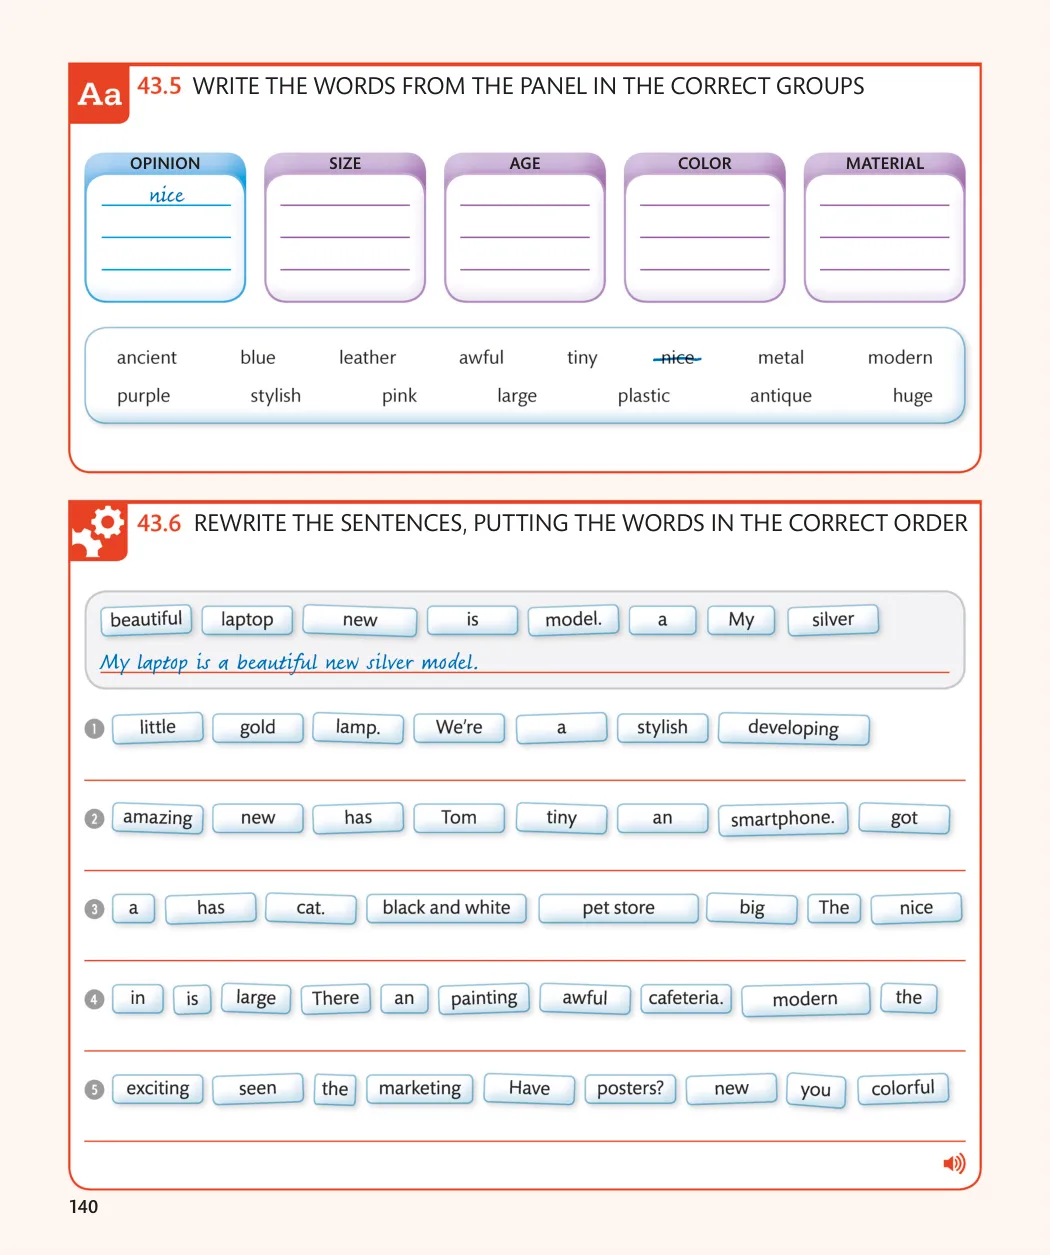 Aa 43.5 WRITE THE WORDS FROM THE PANEL IN THE CORRECT GROUPS
OPINION SIZE AGE COLOR MATERIAL
nice
ancient blue leather awful tiny nice metal modern
purple stylish pink large plastic antique huge
43.6 REWRITE THE SENTENCES, PUTTING THE WORDS IN THE CORRECT ORDER
beautiful laptop new is model. a My silver
My laptop is a beautiful new silver model.
1 little gold lamp. We're a stylish developing
2 amazing new has Tom tiny an smartphone. got
3 a has cat. black and white pet store big The nice
4 in is large There an painting awful cafeteria. modern the
5 exciting seen the marketing Have posters? new you colorful
140